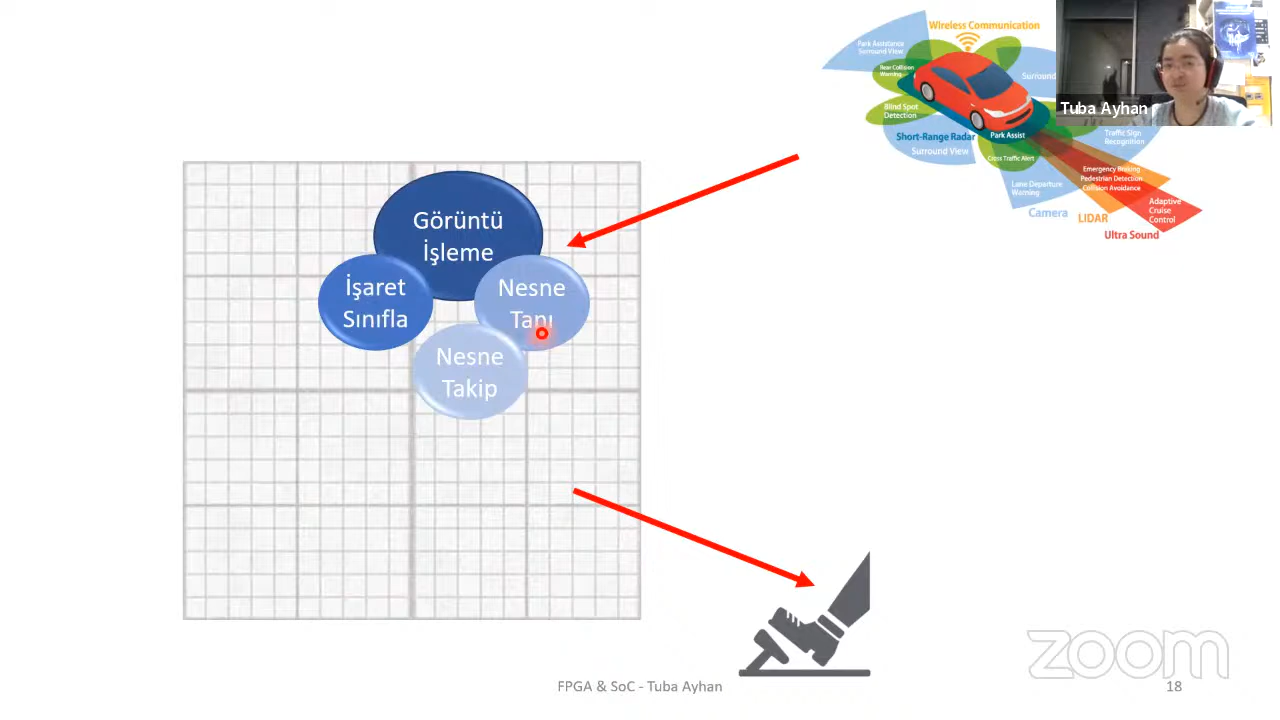 Wireless Communication
Park Assistance
Surround View
Rear Collision
Warning
Surround
Blind Spot
Detection
Short-Range Radar
Park Assist
Surround View
Cross Traffic Alert
Traffic Sign
Recognition
Emergency Braking
Pedestrian Detection
Collision Avoidance
Lane Departure
Warning
Adaptive
Cruise
Control
Camera
LIDAR
Ultra Sound
Tuba Ayhan
Görüntü
İşleme
İşaret
Sınıfla
Nesne
Tanı
Nesne
Takip
zoom
FPGA & SoC - Tuba Ayhan
18